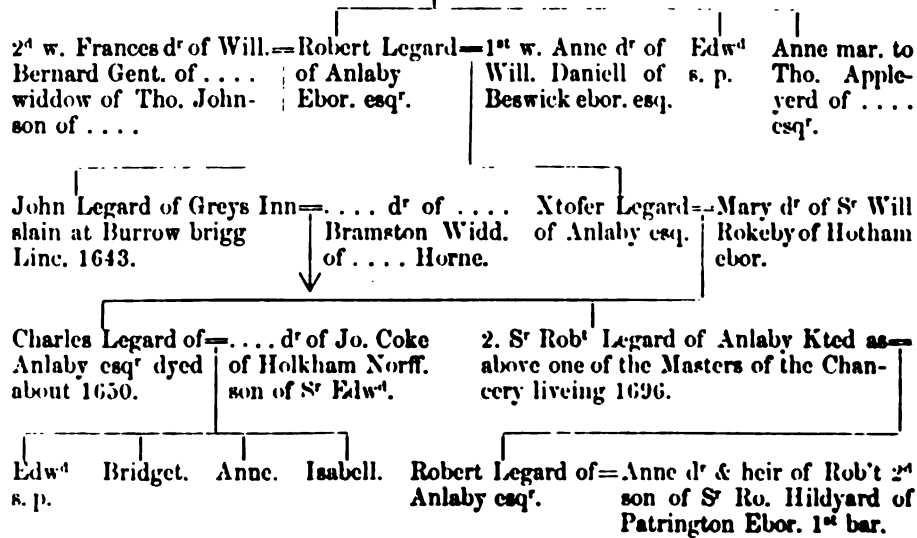 2ᵈ w. Frances dʳ of Will.
Bernard Gent. of . . . .
widdow of Tho. John-
son of . . . .
Robert Legard
of Anlaby
Ebor. esqʳ.
1ˢᵗ w. Anne dʳ of
Will. Daniell of
Beswick ebor. esq.
Edwᵈ
s. p.
Anne mar. to
Tho. Apple-
yerd of . . . .
esqʳ.
John Legard of Greys Inn
slain at Burrow brigg
Linc. 1643.
. . . . dʳ of . . . .
Bramston Widd.
of . . . . Horne.
Xtofer Legard
of Anlaby esq.
Mary dʳ of Sʳ Will
Rokeby of Hotham
ebor.
Charles Legard of
Anlaby esqʳ dyed
about 1650.
. . . . dʳ of Jo. Coke
of Holkham Norff.
son of Sʳ Edwᵈ.
2. Sʳ Robᵗ Legard of Anlaby Kted as
above one of the Masters of the Chan-
cery liveing 1696.
Edwᵈ
s. p.
Bridget.
Anne.
Isabell.
Robert Legard of
Anlaby esqʳ.
Anne dʳ & heir of Rob't 2ᵈ
son of Sʳ Ro. Hildyard of
Patrington Ebor. 1ˢᵗ bar.